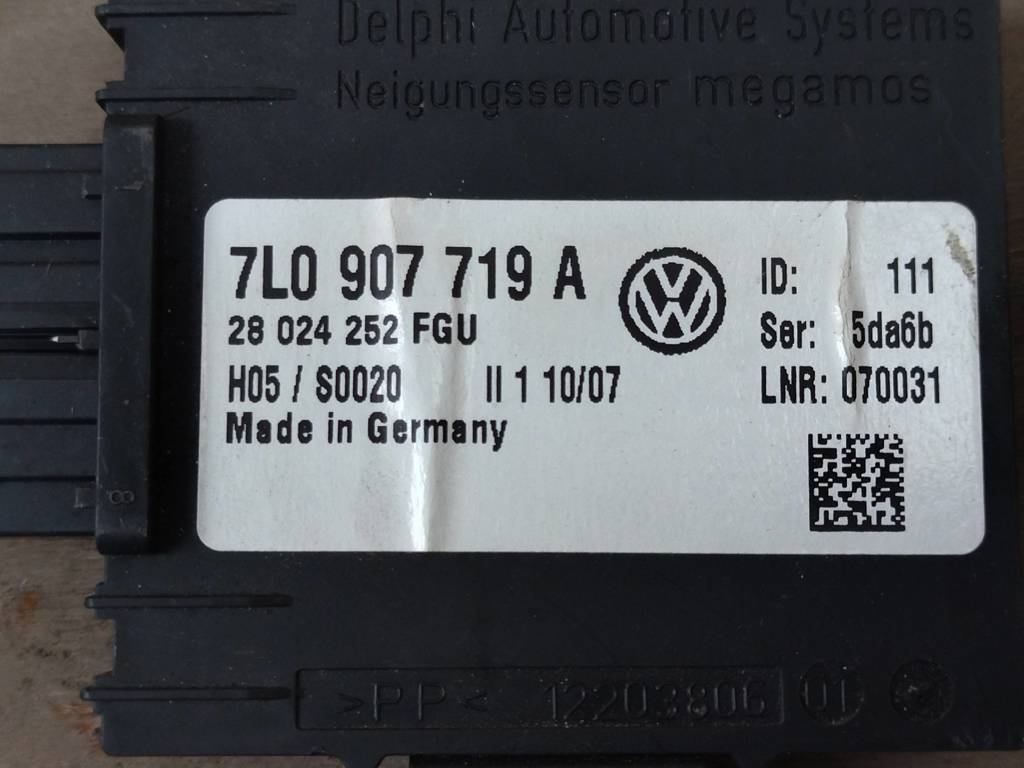 Delphi Automotive Systems
Neigungssensor megamos
7L0 907 719 A
28 024 252 FGU
H05 / S0020 II 1 10/07
Made in Germany
ID: 111
Ser: 5da6b
LNR: 070031
8
>PP< 12203806 01